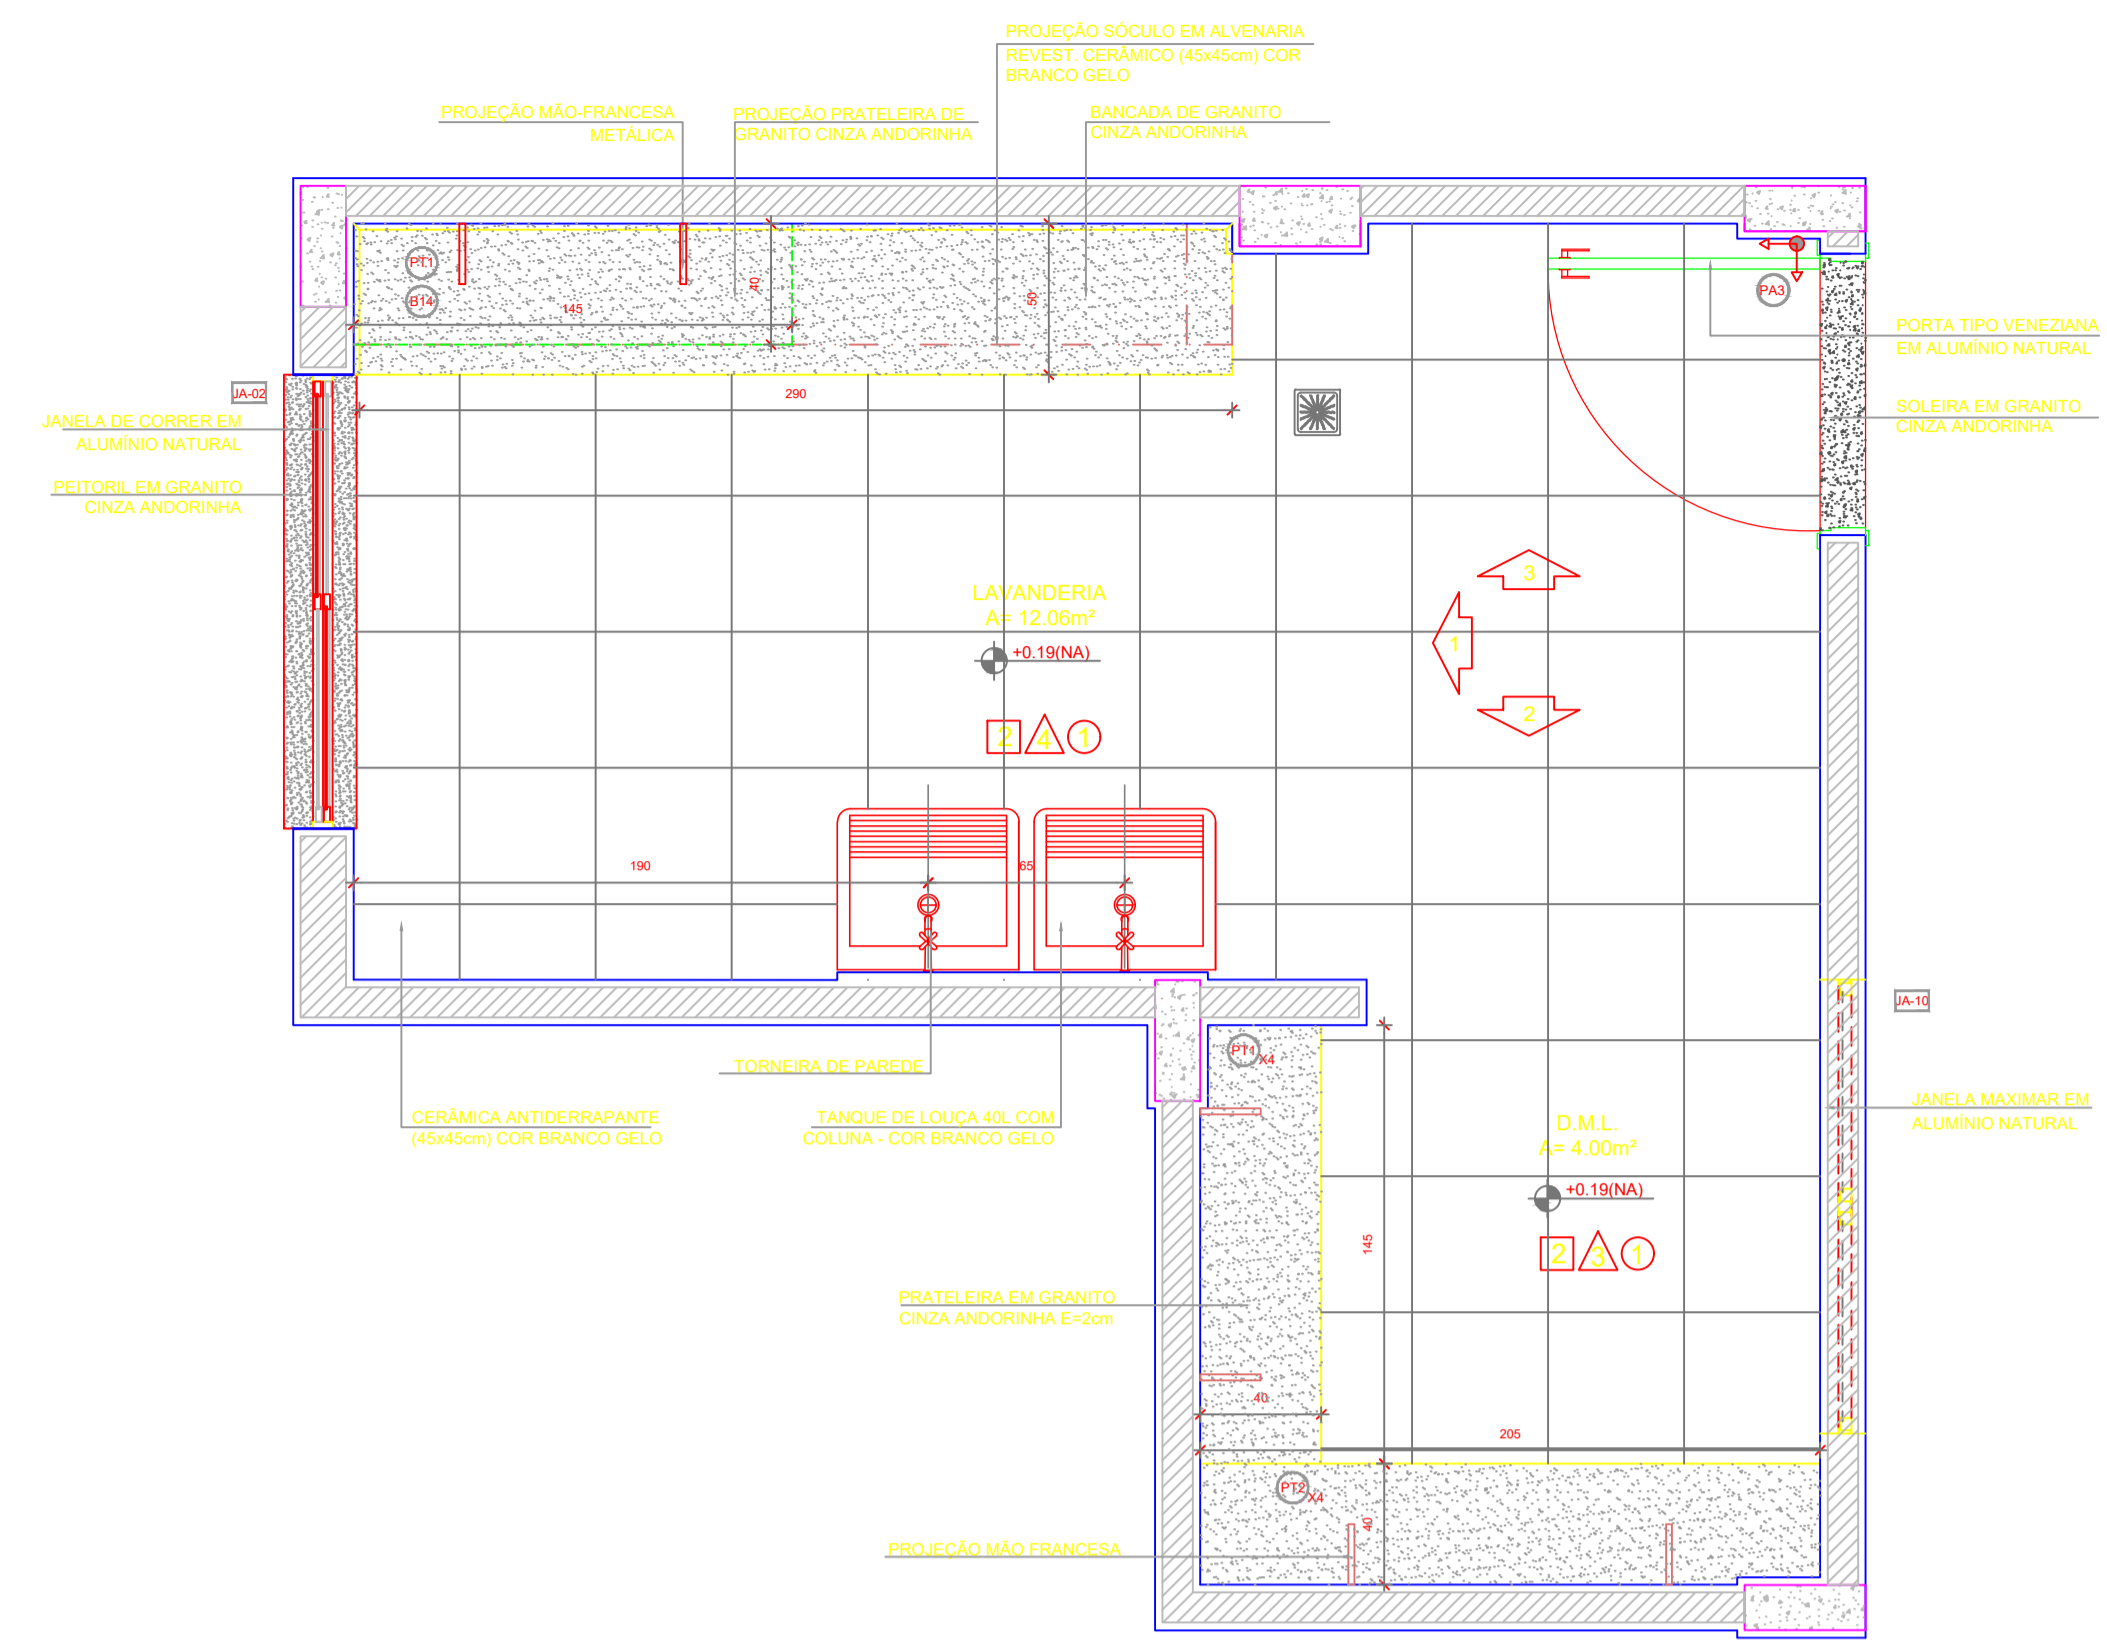 PROJEÇÃO SÓCULO EM ALVENARIA
REVEST. CERÂMICO (45x45cm) COR
BRANCO GELO
PROJEÇÃO MÃO-FRANCESA
METÁLICA
PROJEÇÃO PRATELEIRA DE
GRANITO CINZA ANDORINHA
BANCADA DE GRANITO
CINZA ANDORINHA
PT1
B14
145
40
50
PA3
PORTA TIPO VENEZIANA
EM ALUMÍNIO NATURAL
JA-02
290
JANELA DE CORRER EM
ALUMÍNIO NATURAL
SOLEIRA EM GRANITO
CINZA ANDORINHA
PEITORIL EM GRANITO
CINZA ANDORINHA
LAVANDERIA
A= 12.06m²
+0.19(NA)
3
1
2
2 4 1
190
65
JA-10
TORNEIRA DE PAREDE
CERÂMICA ANTIDERRAPANTE
(45x45cm) COR BRANCO GELO
TANQUE DE LOUÇA 40L COM
COLUNA - COR BRANCO GELO
PT1 X4
D.M.L.
A= 4.00m²
+0.19(NA)
JANELA MAXIMAR EM
ALUMÍNIO NATURAL
145
2 3 1
PRATELEIRA EM GRANITO
CINZA ANDORINHA E=2cm
40
205
PT2 X4
40
PROJEÇÃO MÃO FRANCESA